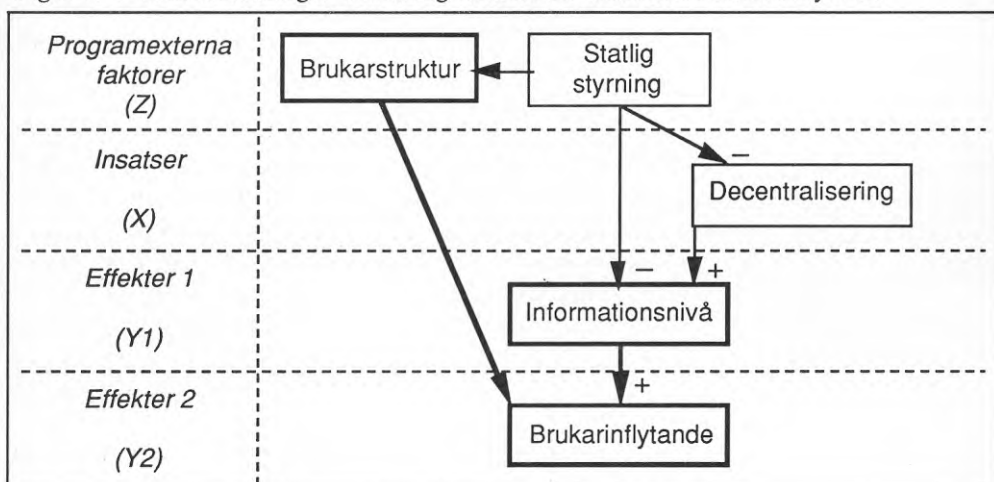 Programexterna
faktorer
(Z)
Brukarstruktur
Statlig
styrning
Insatser
(X)
–
Decentralisering
Effekter 1
(Y1)
– +
Informationsnivå
Effekter 2
(Y2)
+
Brukarinflytande